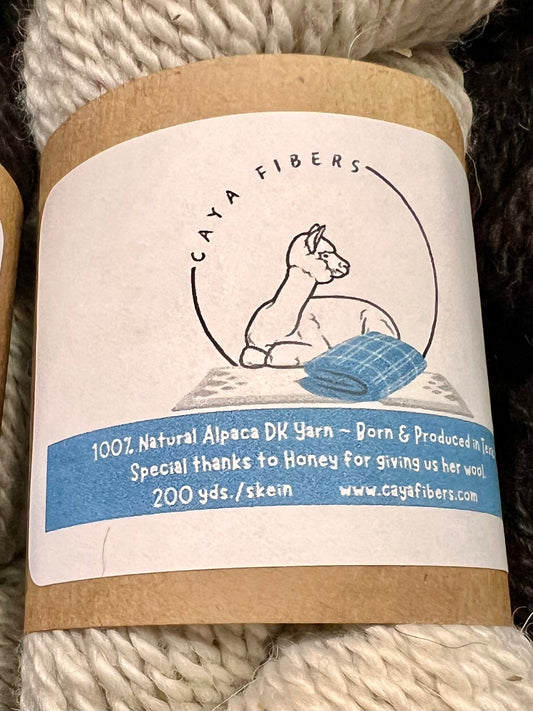 CAYA FIBERS
100% Natural Alpaca DK Yarn ~ Born & Produced in
Special thanks to Honey for giving us her wool.
200 yds./skein www.cayafibers.com